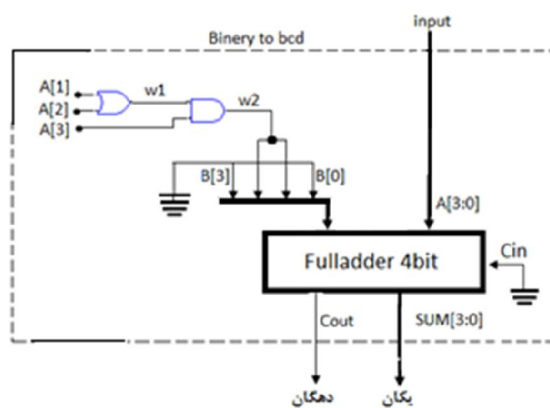 input
Binery to bcd
A[1]
w1
A[2]
w2
A[3]
B[3]
B[0]
A[3:0]
Fulladder 4bit
Cin
Cout
SUM[3:0]
دهگان
یکان